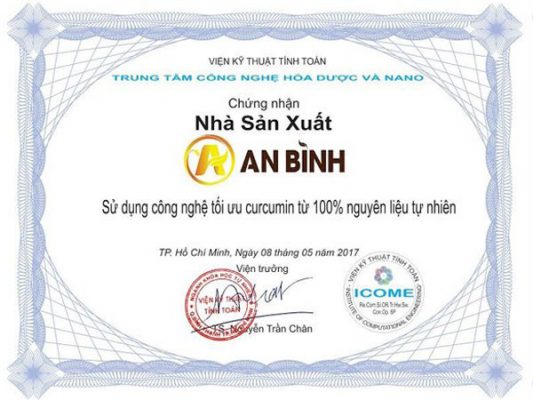 VIỆN KỸ THUẬT TÍNH TOÁN
TRUNG TÂM CÔNG NGHỆ HÓA DƯỢC VÀ NANO
Chứng nhận
Nhà Sản Xuất
AN BÌNH
Sử dụng công nghệ tối ưu curcumin từ 100% nguyên liệu tự nhiên
TP. Hồ Chí Minh, Ngày 08 tháng 05 năm 2017
Viện trưởng
VIỆN KỸ THUẬT
TÍNH TOÁN
TS. Nguyễn Trần Chân
VIỆN KỸ THUẬT TÍNH TOÁN
ICOME
INSTITUTE OF COMPUTATIONAL ENGINEERING